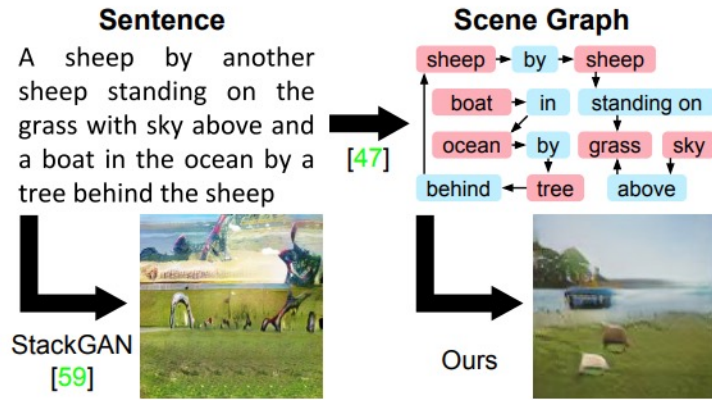 Sentence
A sheep by another
sheep standing on the
grass with sky above and
a boat in the ocean by a
tree behind the sheep
[47]
Scene Graph
sheep by sheep
boat in standing on
ocean by grass sky
behind tree above
StackGAN
[59]
Ours